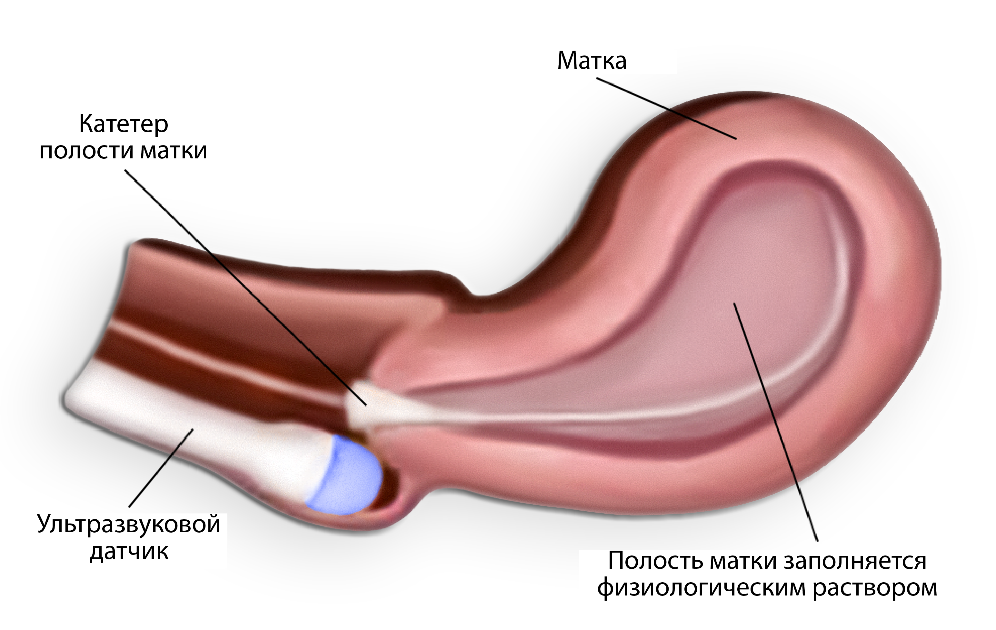 Матка
Катетер
полости матки
Ультразвуковой
датчик
Полость матки заполняется
физиологическим раствором